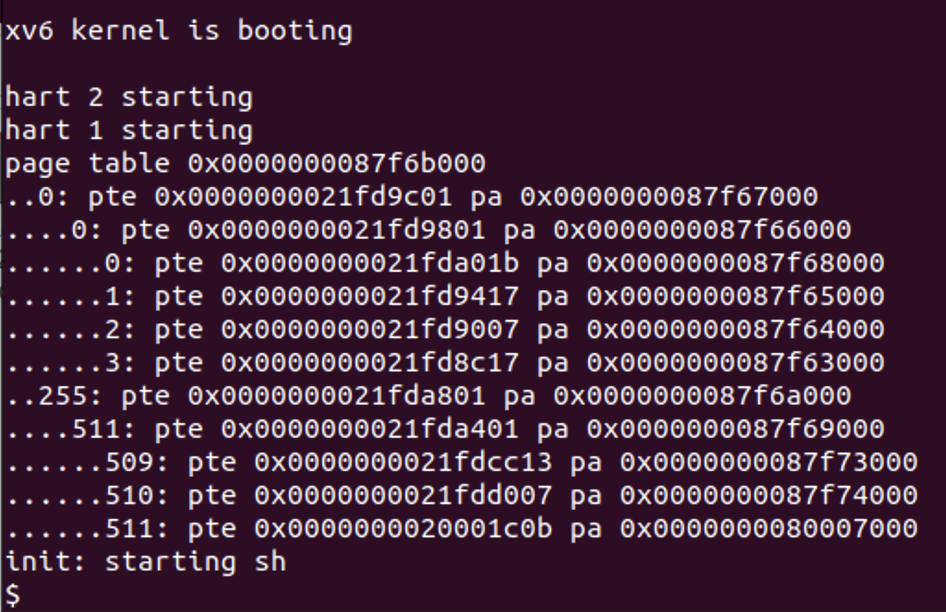 xv6 kernel is booting
hart 2 starting
hart 1 starting
page table 0x0000000087f6b000
..0: pte 0x0000000021fd9c01 pa 0x0000000087f67000
....0: pte 0x0000000021fd9801 pa 0x0000000087f66000
......0: pte 0x0000000021fda01b pa 0x0000000087f68000
......1: pte 0x0000000021fd9417 pa 0x0000000087f65000
......2: pte 0x0000000021fd9007 pa 0x0000000087f64000
......3: pte 0x0000000021fd8c17 pa 0x0000000087f63000
..255: pte 0x0000000021fda801 pa 0x0000000087f6a000
....511: pte 0x0000000021fda401 pa 0x0000000087f69000
......509: pte 0x0000000021fdcc13 pa 0x0000000087f73000
......510: pte 0x0000000021fdd007 pa 0x0000000087f74000
......511: pte 0x0000000020001c0b pa 0x0000000080007000
init: starting sh
$